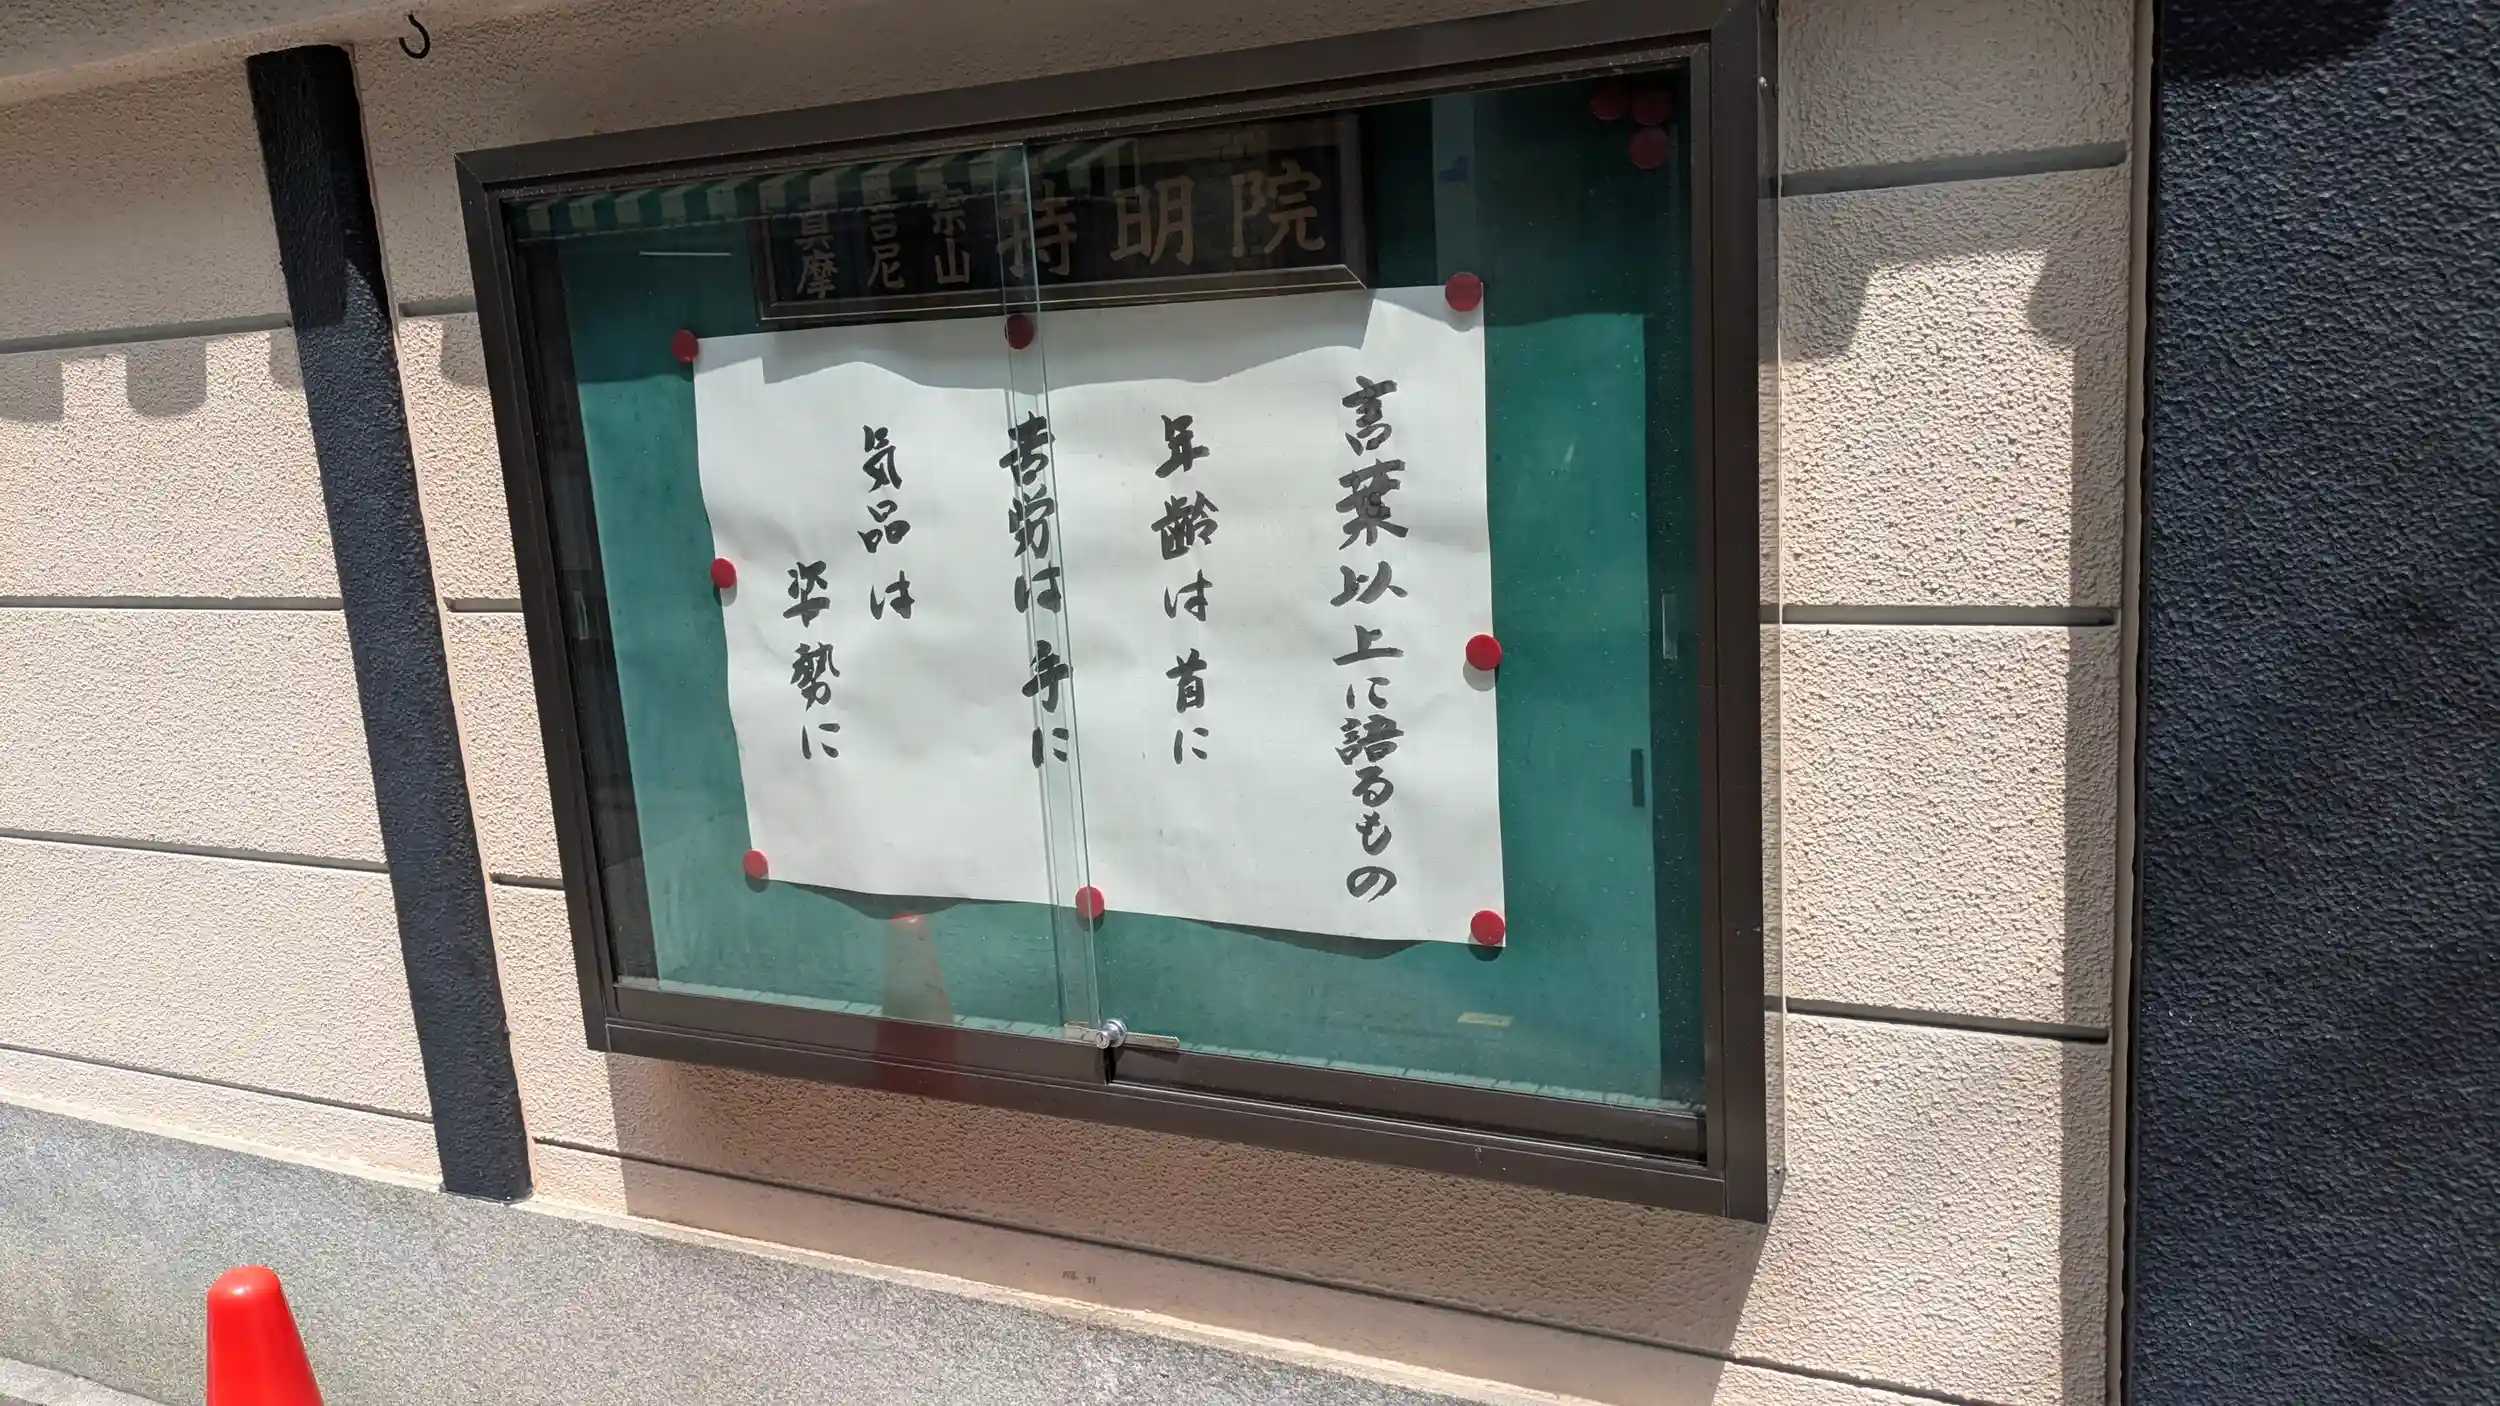 真言宗
摩尼山
持明院
言葉以上に語るもの
年齢は首に
苦労は手に
気品は
姿勢に